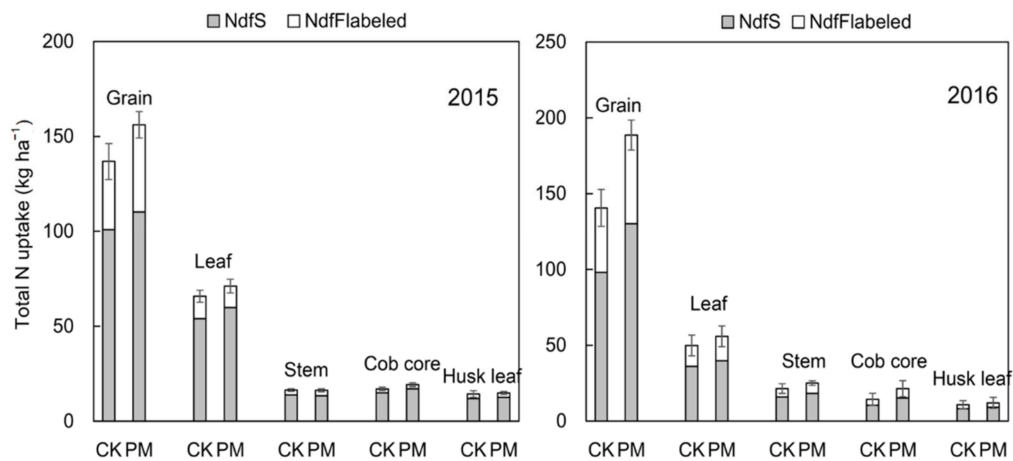 NdfS NdfFlabeled
200
150
100
50
0
Total N uptake (kg ha⁻¹)
2015
Grain
Leaf
Stem
Cob core
Husk leaf
CK PM CK PM CK PM CK PM CK PM
NdfS NdfFlabeled
250
200
150
100
50
0
2016
Grain
Leaf
Stem
Cob core
Husk leaf
CK PM CK PM CK PM CK PM CK PM